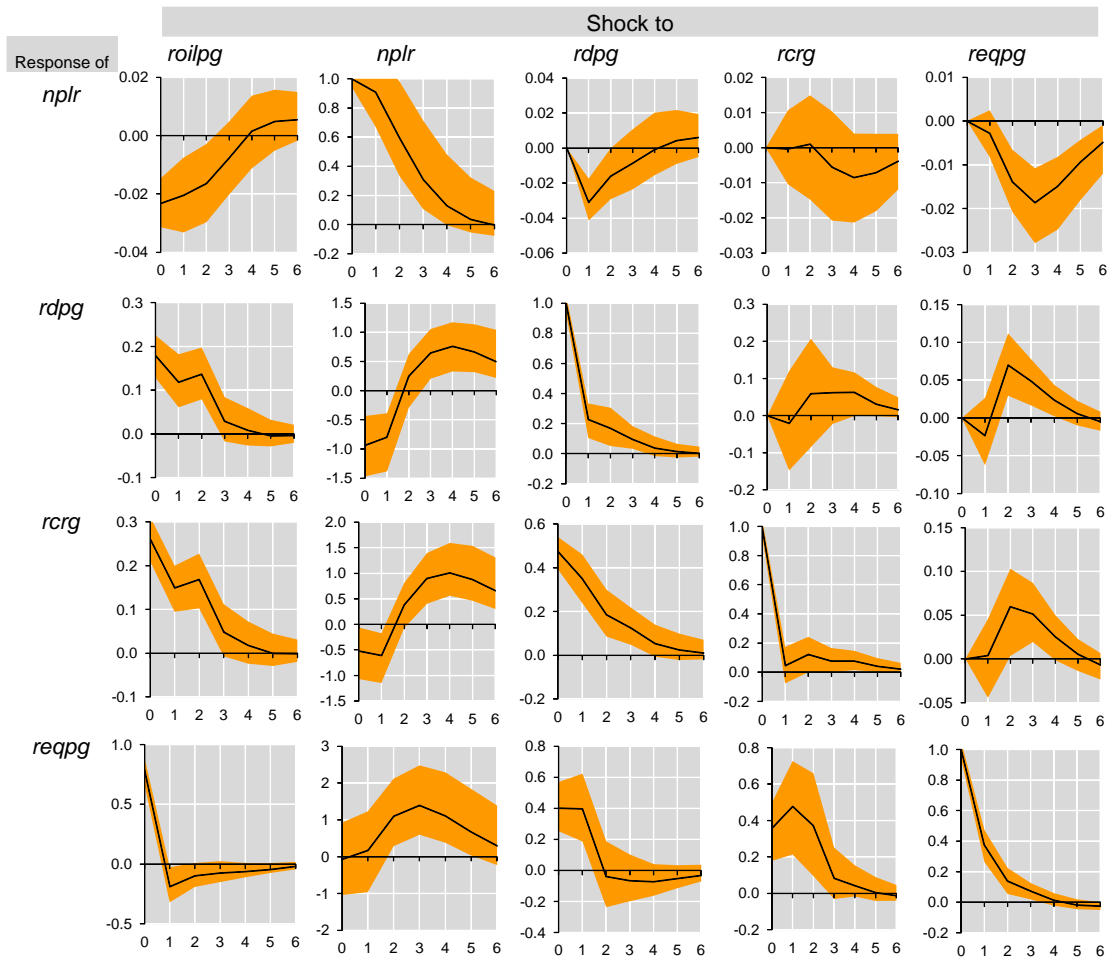 Shock to
Response of
roilpg nplr rdpg rcrg reqpg
nplr
0.02 1.0 0.04 0.02 0.01
0.8 0.01
0.02 0.00
0.00 0.6
0.00 0.00
0.4 -0.01
-0.02 -0.02 -0.01
0.2
-0.04 -0.02 -0.02
0.0
-0.04 -0.2 -0.06 -0.03 -0.03
0 1 2 3 4 5 6 0 1 2 3 4 5 6 0 1 2 3 4 5 6 0 1 2 3 4 5 6 0 1 2 3 4 5 6
rdpg
0.3 1.5 1.0 0.3 0.15
1.0 0.8 0.2 0.10
0.2 0.5 0.6 0.1 0.05
0.1 0.0 0.4
-0.5 0.2 0.0 0.00
0.0 -1.0 0.0 -0.1 -0.05
-0.1 -1.5 -0.2 -0.2 -0.10
0 1 2 3 4 5 6 0 1 2 3 4 5 6 0 1 2 3 4 5 6 0 1 2 3 4 5 6 0 1 2 3 4 5 6
rcrg
0.3 2.0 0.6 1.0 0.15
1.5 0.8 0.10
0.2 1.0 0.4 0.6
0.5 0.4 0.05
0.1 0.0 0.2 0.2
0.0 -0.5 0.0 0.0 0.00
-1.0
-0.1 -1.5 -0.2 -0.2 -0.05
0 1 2 3 4 5 6 0 1 2 3 4 5 6 0 1 2 3 4 5 6 0 1 2 3 4 5 6 0 1 2 3 4 5 6
reqpg
1.0 3 0.8 0.8 1.0
2 0.6 0.6 0.8
0.5 0.4 0.6
1 0.2 0.4 0.4
0.0 0 0.0 0.2 0.2
-1 -0.2 0.0 0.0
-0.5 -2 -0.4 -0.2 -0.2
0 1 2 3 4 5 6 0 1 2 3 4 5 6 0 1 2 3 4 5 6 0 1 2 3 4 5 6 0 1 2 3 4 5 6